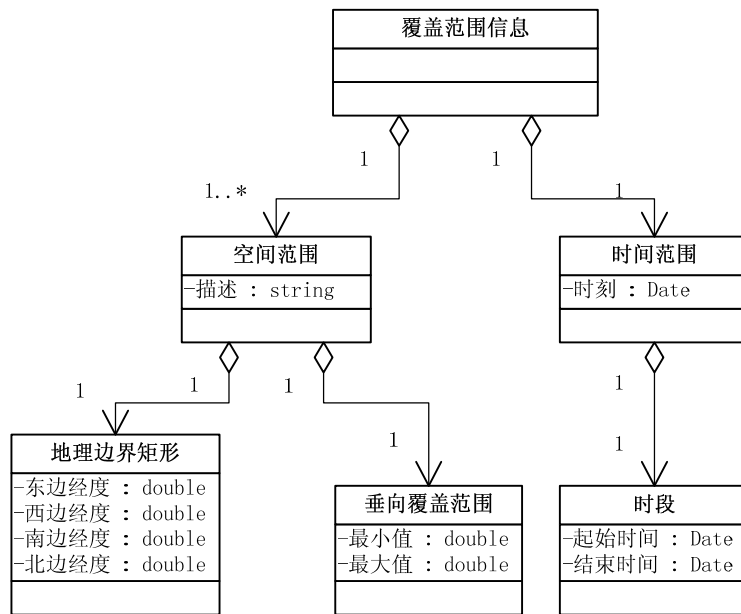 覆盖范围信息
1
1
1..*
1
空间范围
-描述 : string
时间范围
-时刻 : Date
1
1
1
1
1
1
地理边界矩形
-东边经度 : double
-西边经度 : double
-南边经度 : double
-北边经度 : double
垂向覆盖范围
-最小值 : double
-最大值 : double
时段
-起始时间 : Date
-结束时间 : Date